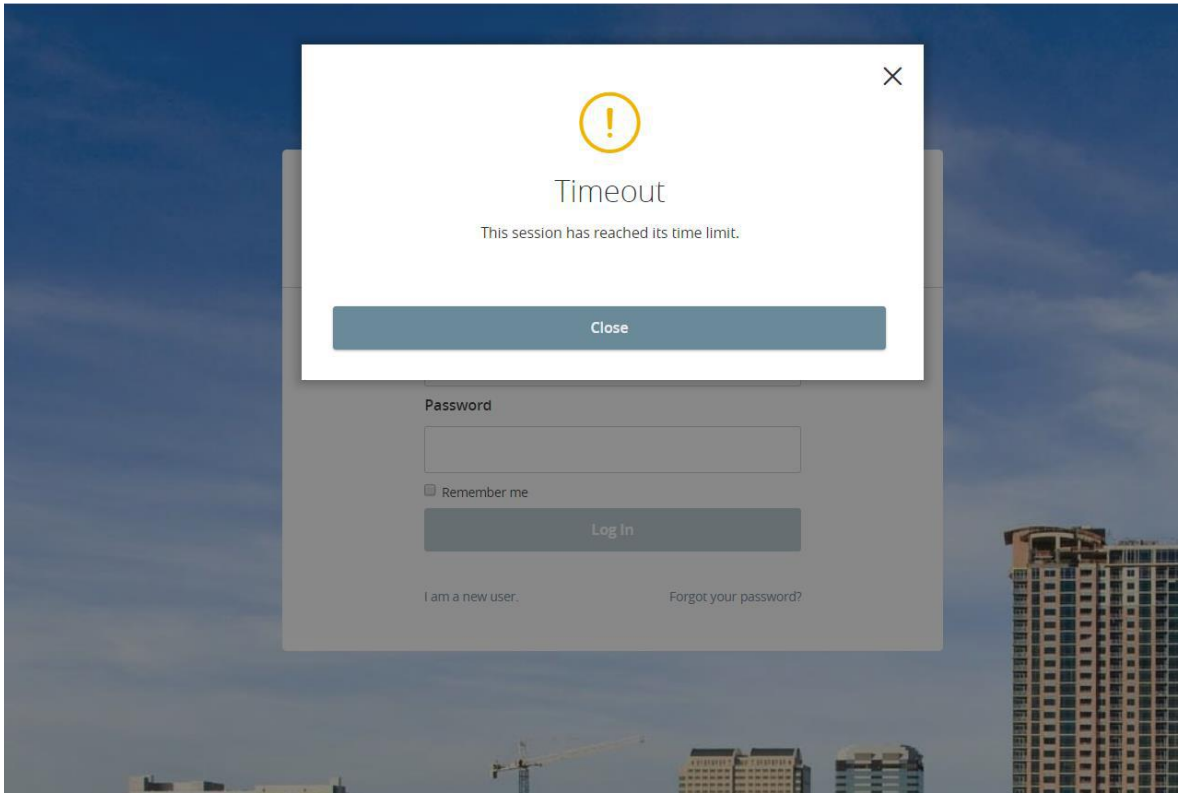 Timeout
This session has reached its time limit.
Close
Password
Remember me
Log In
I am a new user.
Forgot your password?